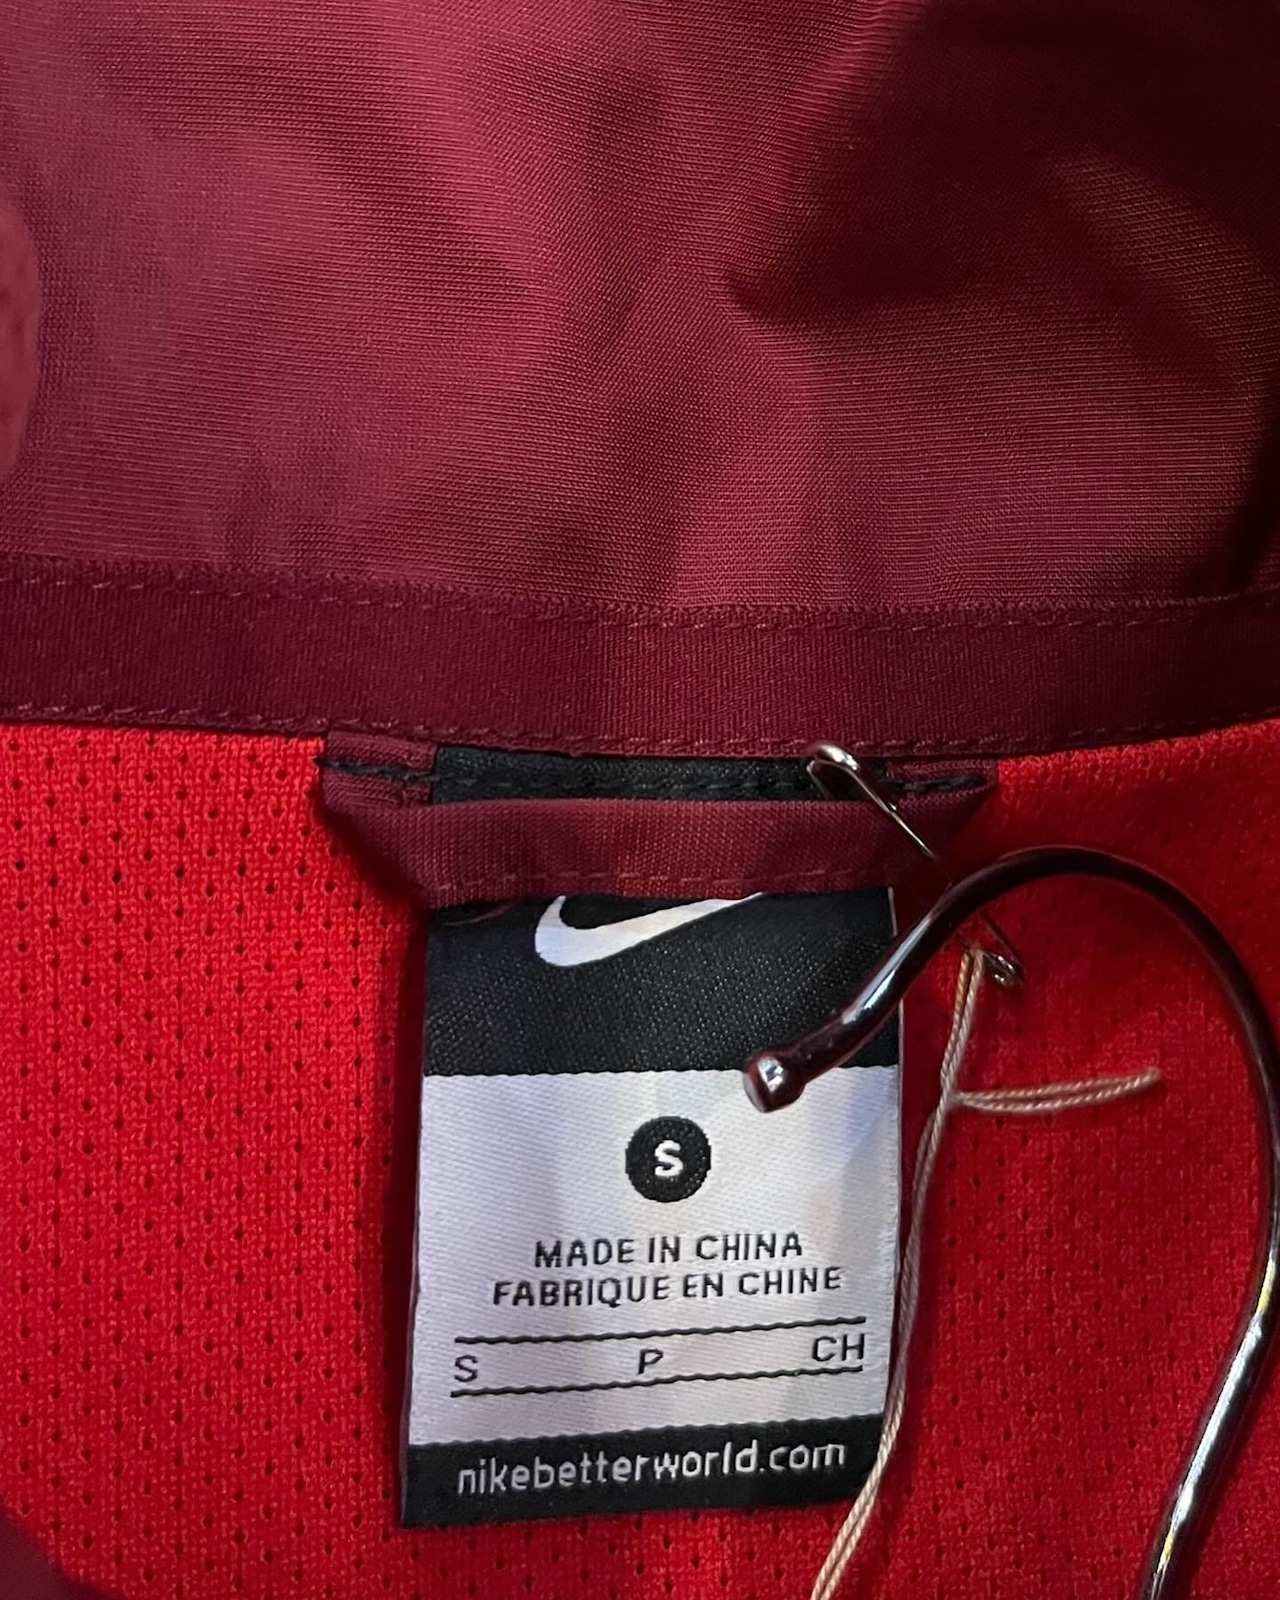 S
MADE IN CHINA
FABRIQUE EN CHINE
S P CH
nikebetterworld.com